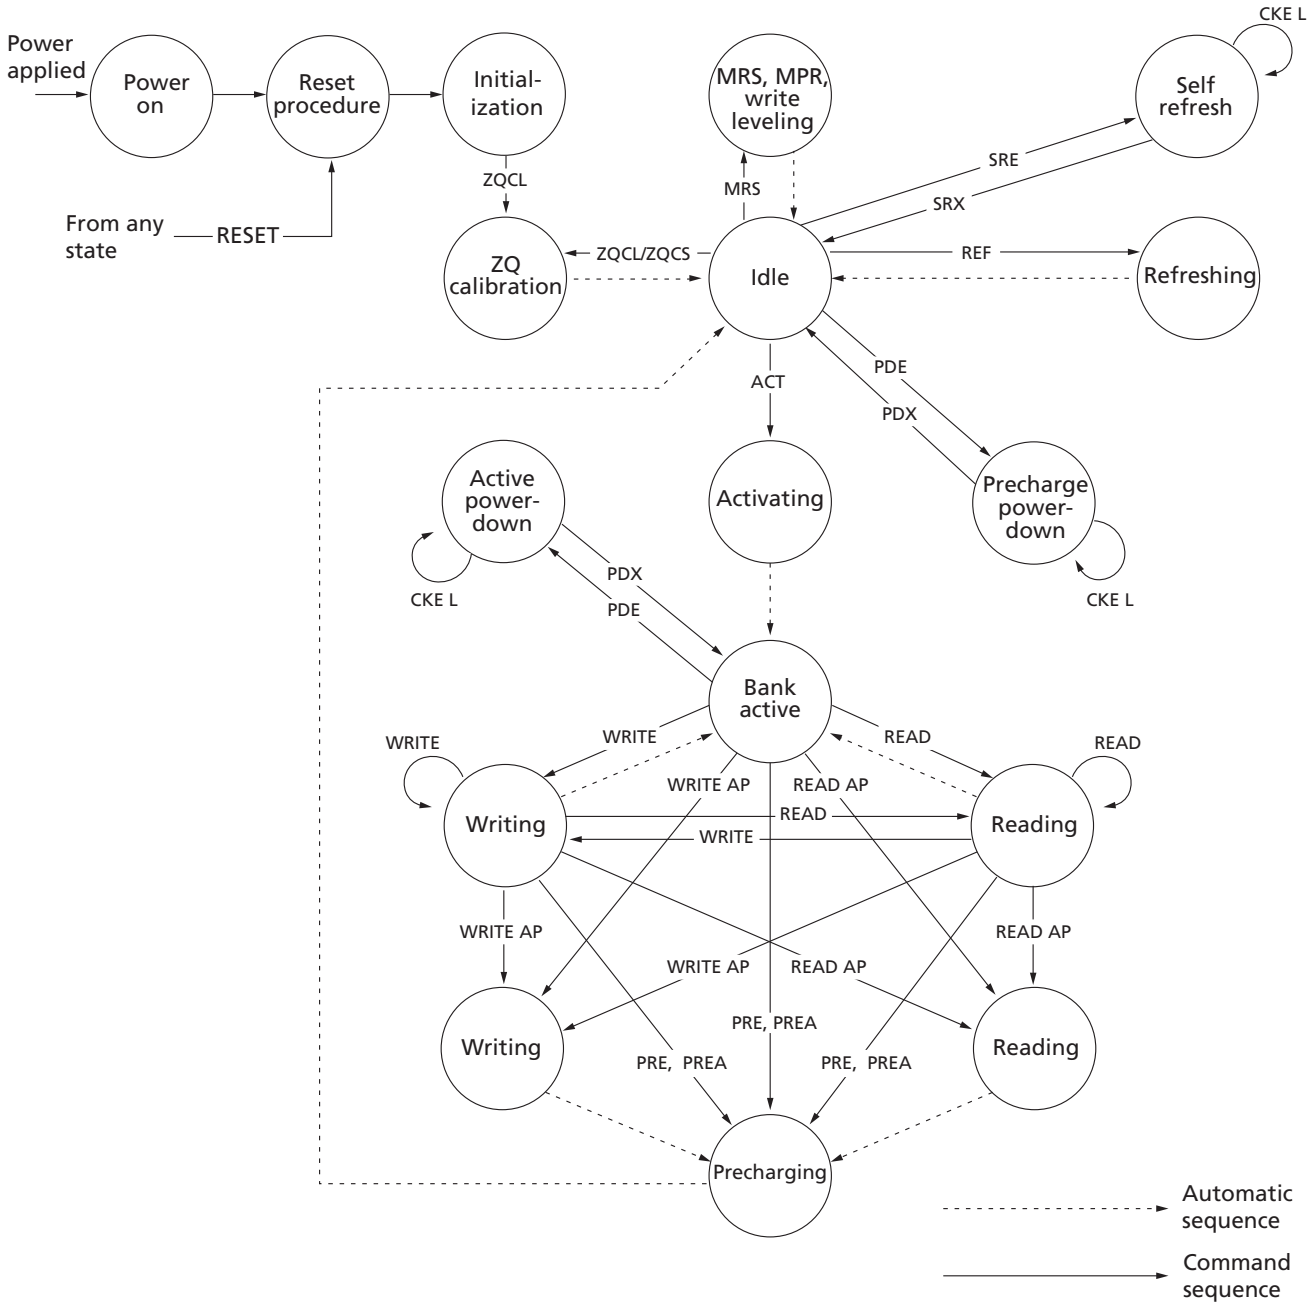 CKE L
Power
applied
Power
on
Reset
procedure
Initial-
ization
MRS, MPR,
write
leveling
Self
refresh
SRE
ZQCL
MRS
SRX
From any
state
RESET
ZQCL/ZQCS
REF
ZQ
calibration
Idle
Refreshing
PDE
ACT
PDX
Active
power-
down
Activating
Precharge
power-
down
PDX
CKE L
PDE
CKE L
Bank
active
WRITE
WRITE
READ
READ
WRITE AP
READ AP
Writing
READ
Reading
WRITE
WRITE AP
READ AP
WRITE AP
READ AP
PRE, PREA
Writing
Reading
PRE, PREA
PRE, PREA
Precharging
Automatic
sequence
Command
sequence